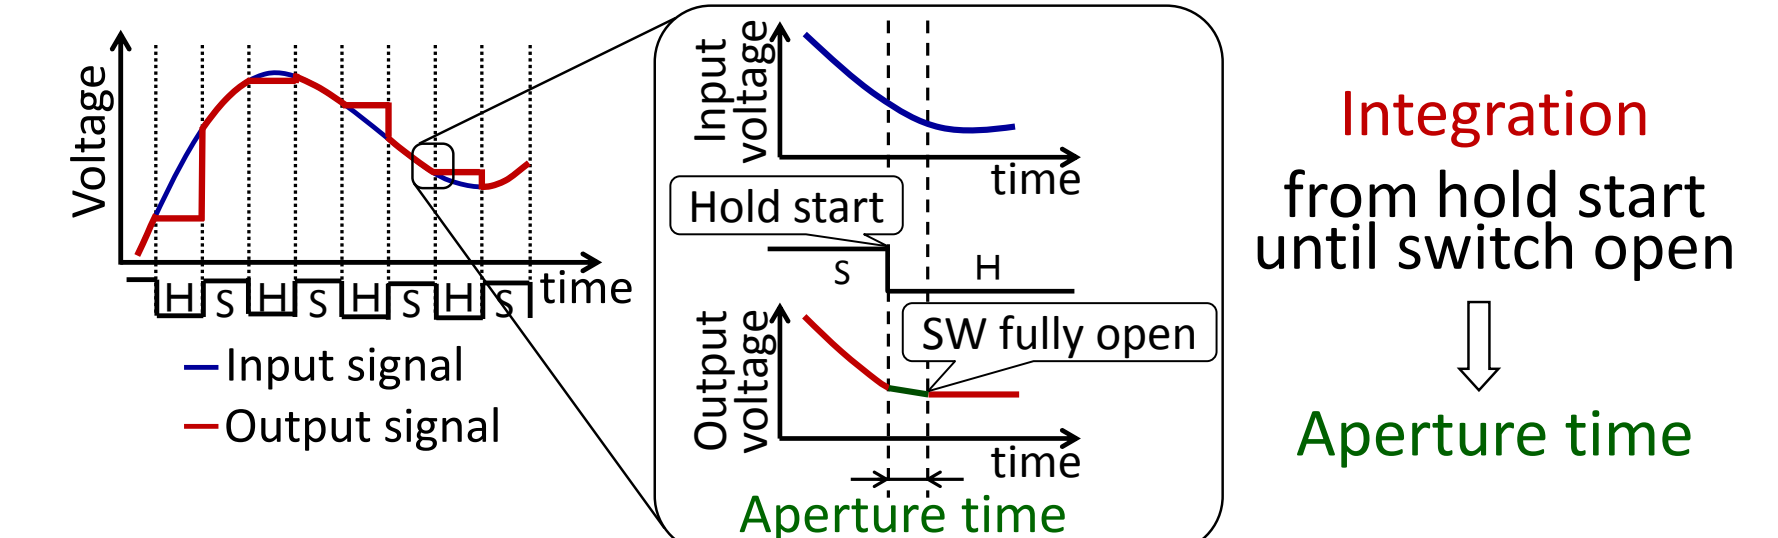 Voltage
H
S
H
S
H
S
H
S
time
Input signal
Output signal
Input
voltage
time
Hold start
S
H
SW fully open
Output
voltage
time
Aperture time
Integration
from hold start
until switch open
Aperture time